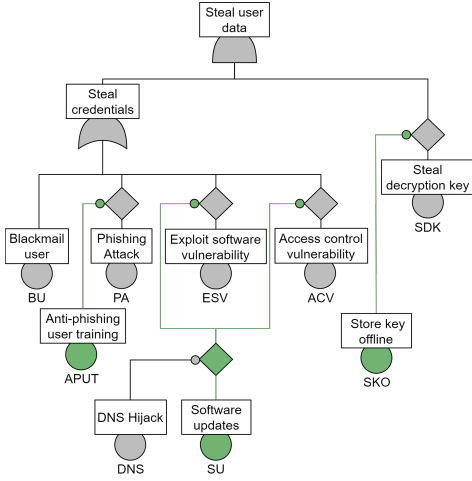 Steal user
data
Steal
credentials
Steal
decryption key
SDK
Blackmail
user
BU
Phishing
Attack
PA
Exploit software
vulnerability
ESV
Access control
vulnerability
ACV
Anti-phishing
user training
APUT
Store key
offline
SKO
DNS Hijack
DNS
Software
updates
SU